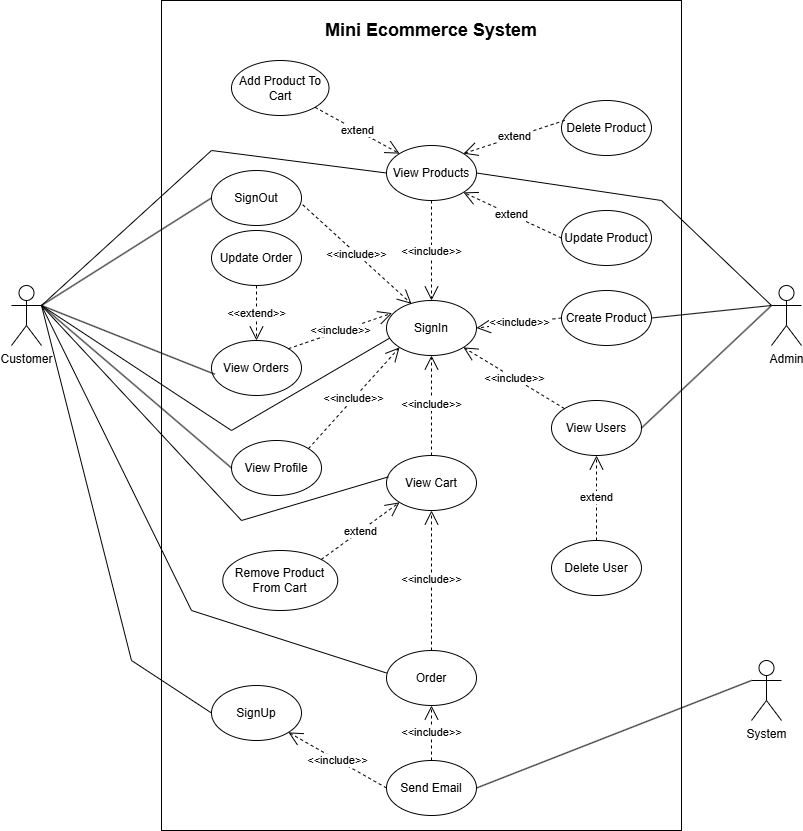 Mini Ecommerce System
Add Product To
Cart
extend
Delete Product
extend
View Products
SignOut
extend
Update Product
Update Order
<<include>>
<<include>>
<<extend>>
Customer
<<include>>
SignIn
<<include>>
Create Product
Admin
View Orders
<<include>>
<<include>>
<<include>>
View Users
View Profile
View Cart
extend
extend
Remove Product
From Cart
<<include>>
Delete User
Order
SignUp
<<include>>
System
<<include>>
Send Email